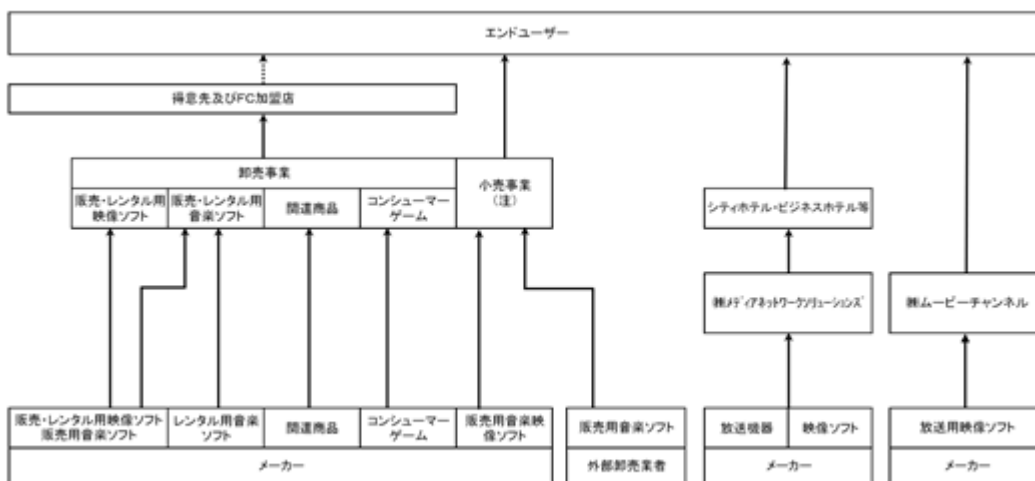 エンドユーザー
得意先及びFC加盟店
卸売事業
販売・レンタル用
映像ソフト
販売・レンタル用
音楽ソフト
関連商品
コンシューマー
ゲーム
小売事業
(注)
シティホテル・ビジネスホテル等
㈱メディアネットワークソリューションズ
㈱ムービーチャンネル
販売・レンタル用映像ソフト
販売用音楽ソフト
レンタル用音楽
ソフト
関連商品
コンシューマー
ゲーム
販売用音楽映
像ソフト
メーカー
販売用音楽ソフト
外部卸売業者
放送機器
映像ソフト
メーカー
放送用映像ソフト
メーカー